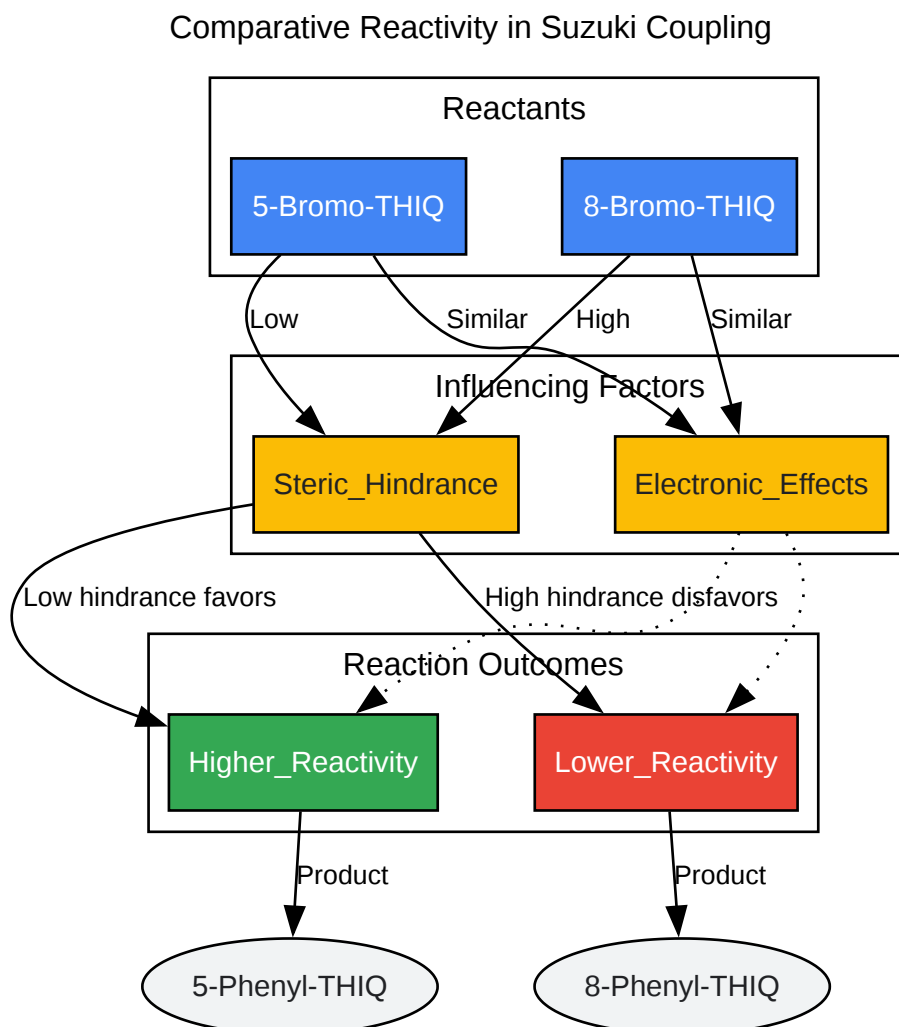 Comparative Reactivity in Suzuki Coupling
Reactants
5-Bromo-THIQ
8-Bromo-THIQ
Low
Similar
High
Similar
Influencing Factors
Steric_Hindrance
Electronic_Effects
Low hindrance favors
High hindrance disfavors
Reaction Outcomes
Higher_Reactivity
Lower_Reactivity
Product
Product
5-Phenyl-THIQ
8-Phenyl-THIQ